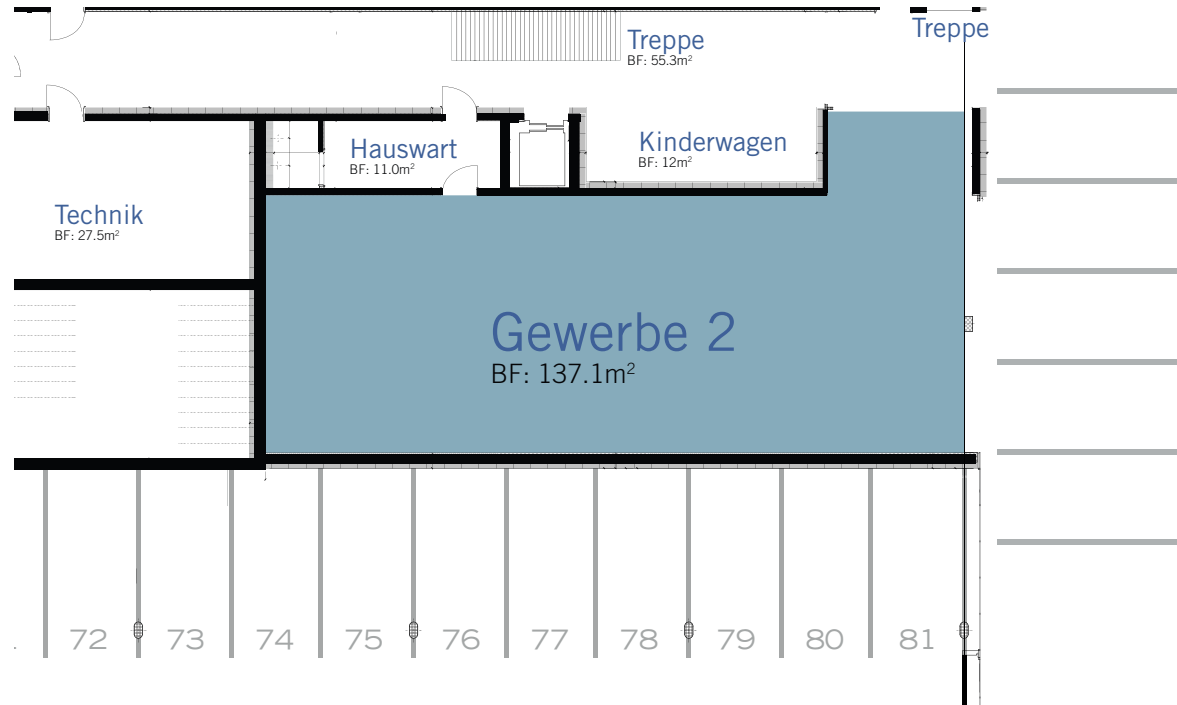 Treppe
Treppe
BF: 55.3m²
Kinderwagen
BF: 12m²
Hauswart
BF: 11.0m²
Technik
BF: 27.5m²
Gewerbe 2
BF: 137.1m²
72 73 74 75 76 77 78 79 80 81